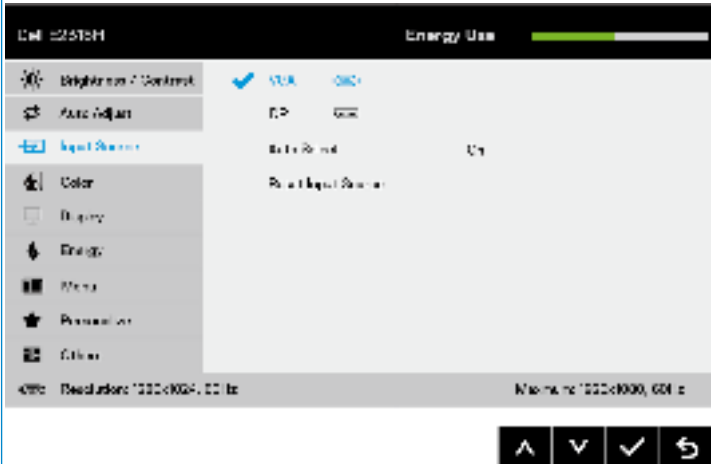 Dell E2315H Energy Use
Brightness / Contrast VGA
Auto Adjust DP
Input Source Auto Select On
Color Reset Input Source
Display
Energy
Menu
Personalize
Others
Resolution: 1280x1024, 60Hz Maximum: 1920x1080, 60Hz